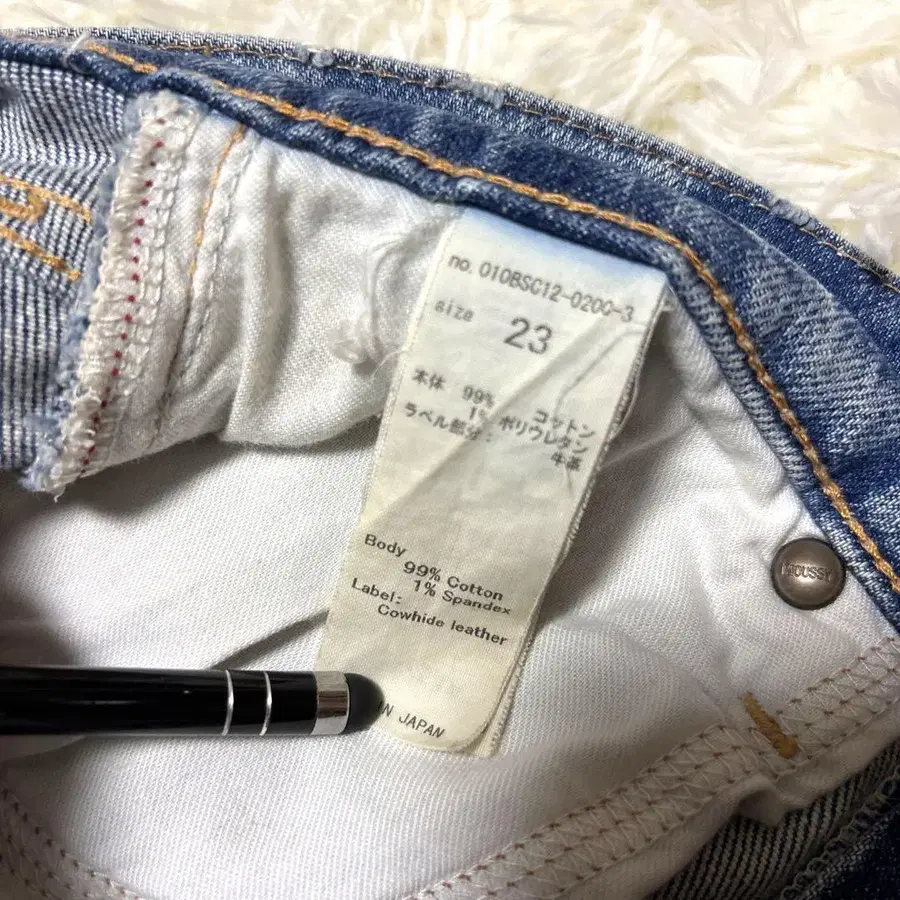 no. 010BSC12-0200-3
size 23
本体 99% コットン
1% ポリウレタン
ラベル部分: 牛革
Body
99% Cotton
1% Spandex
Label:
Cowhide leather
IN JAPAN
MOUSSY